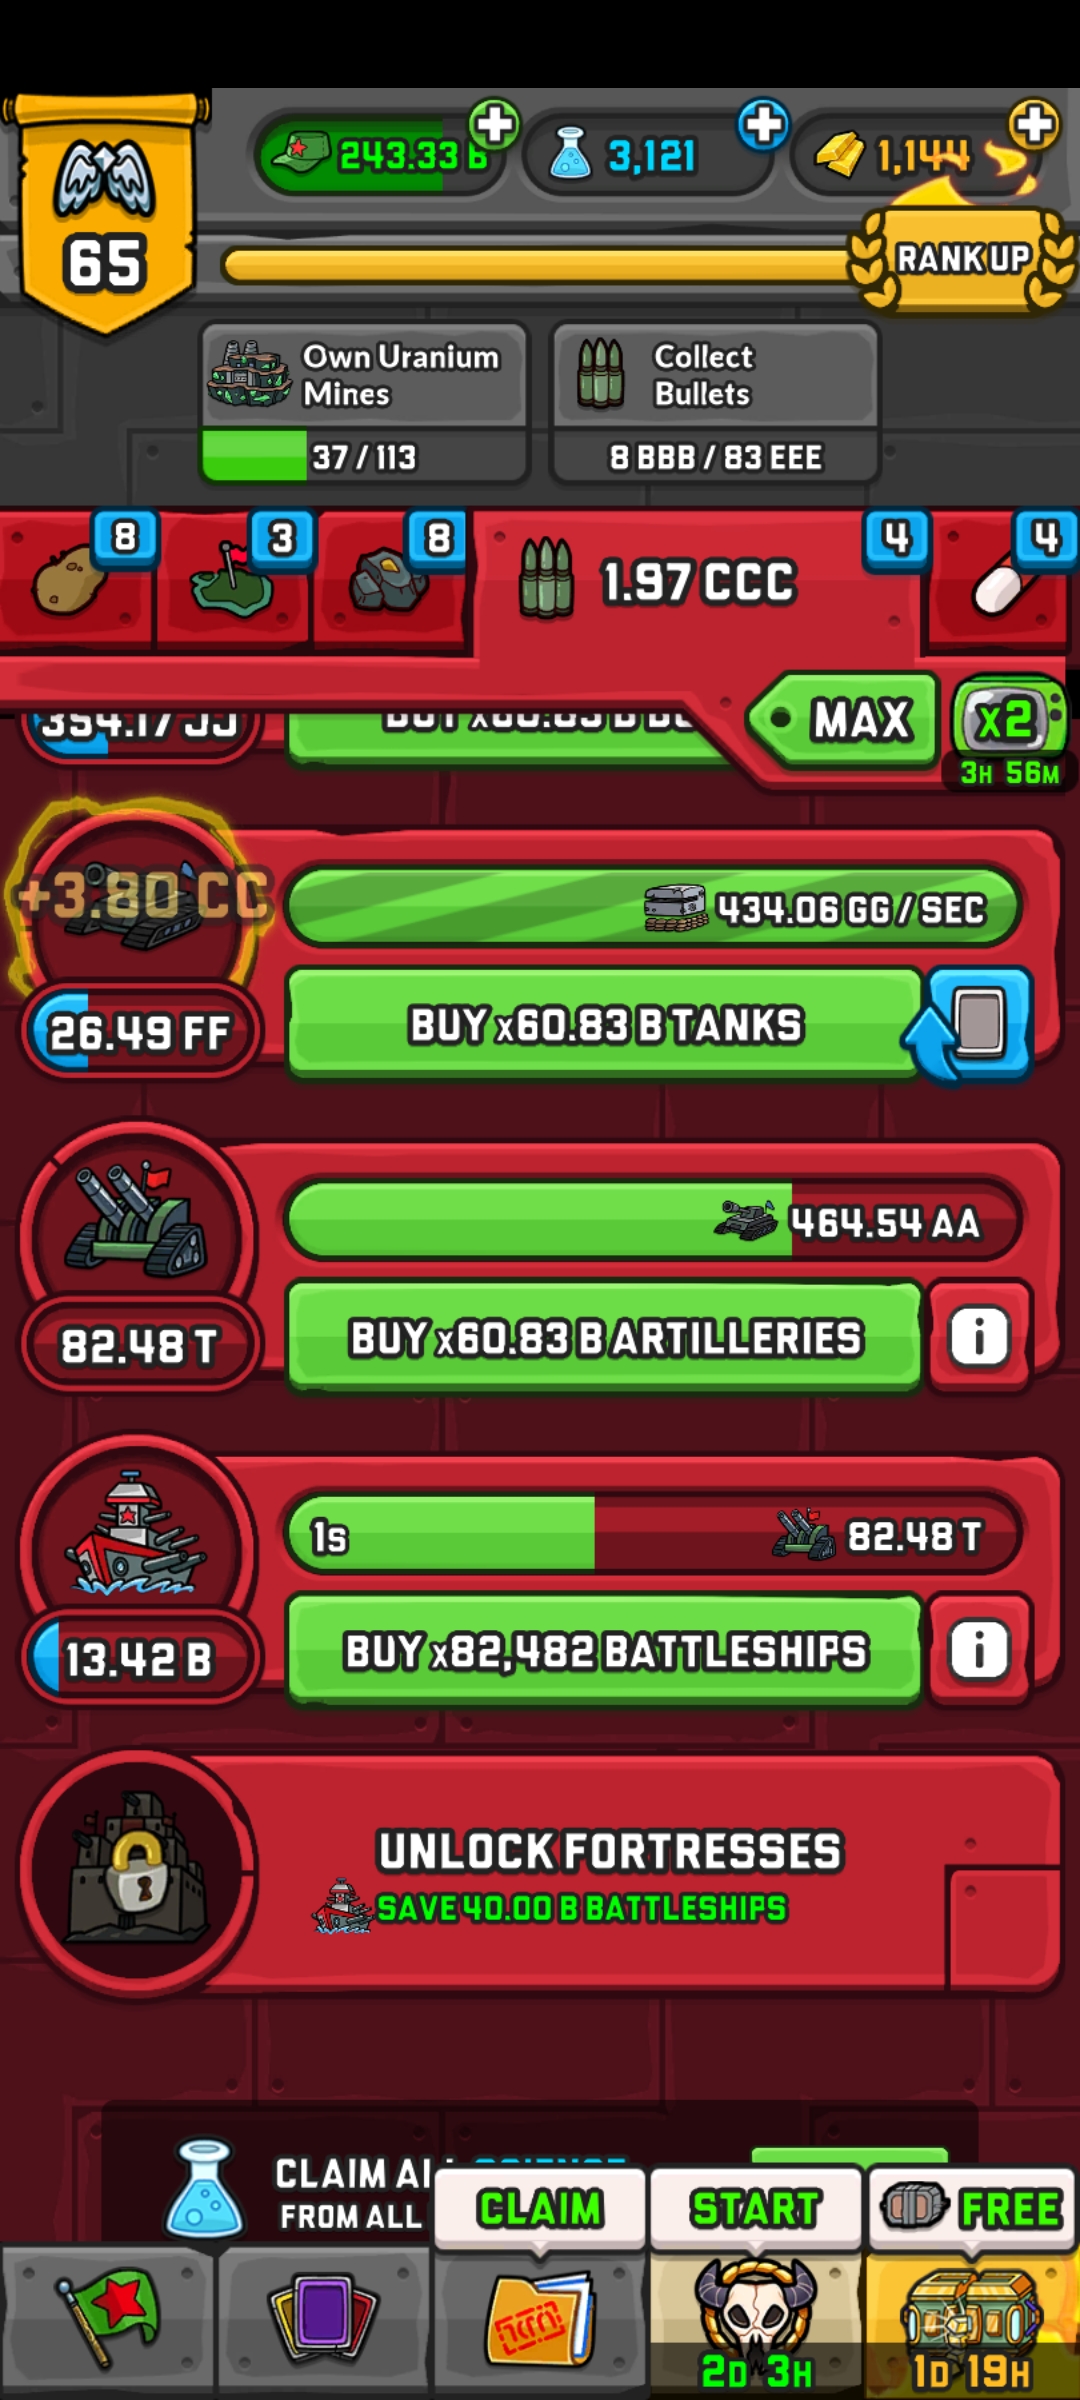 243.33 B
3,121
1,144
65
RANK UP
Own Uranium
Mines
37 / 113
Collect
Bullets
8 BBB / 83 EEE
8
3
8
1.97 CCC
4
4
354.17 JJ
MAX
x2
3H 56M
+3.80 CC
434.06 GG / SEC
26.49 FF
BUY x60.83 B TANKS
464.54 AA
82.48 T
BUY x60.83 B ARTILLERIES
i
1s
82.48 T
13.42 B
BUY x82,482 BATTLESHIPS
i
UNLOCK FORTRESSES
SAVE 40.00 B BATTLESHIPS
CLAIM
FROM ALL
CLAIM
START
FREE
2D 3H
1D 19H